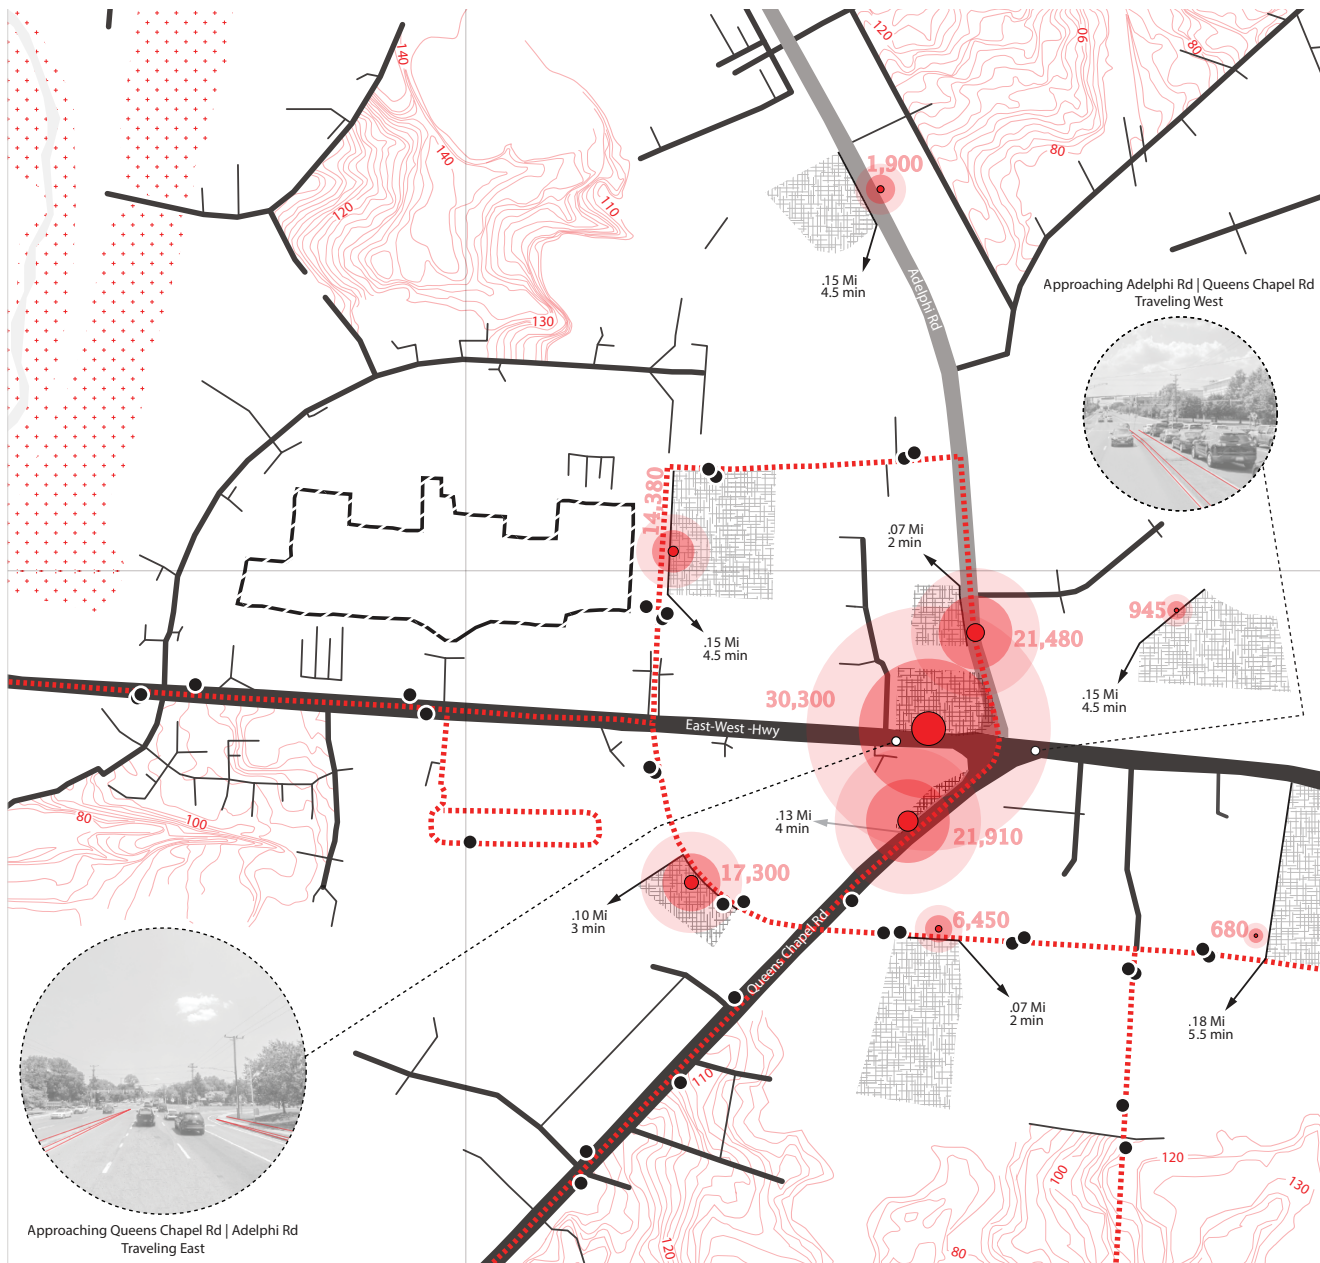 140
120
90
80
140
80
1,900
120
110
.15 Mi
4.5 min
Adelphi Rd
Approaching Adelphi Rd | Queens Chapel Rd
Traveling West
130
14,380
.07 Mi
2 min
945
21,480
.15 Mi
4.5 min
.15 Mi
4.5 min
30,300
East-West -Hwy
80
100
.13 Mi
4 min
21,910
17,300
.10 Mi
3 min
6,450
680
Queens Chapel Rd
.07 Mi
2 min
.18 Mi
5.5 min
110
100
120
130
120
80
Approaching Queens Chapel Rd | Adelphi Rd
Traveling East